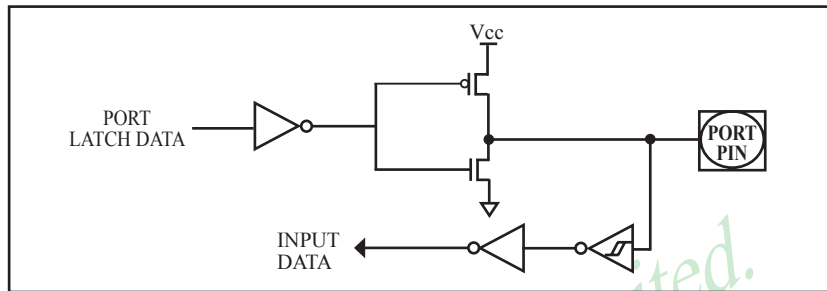 Vcc
PORT
LATCH DATA
PORT
PIN
INPUT
DATA